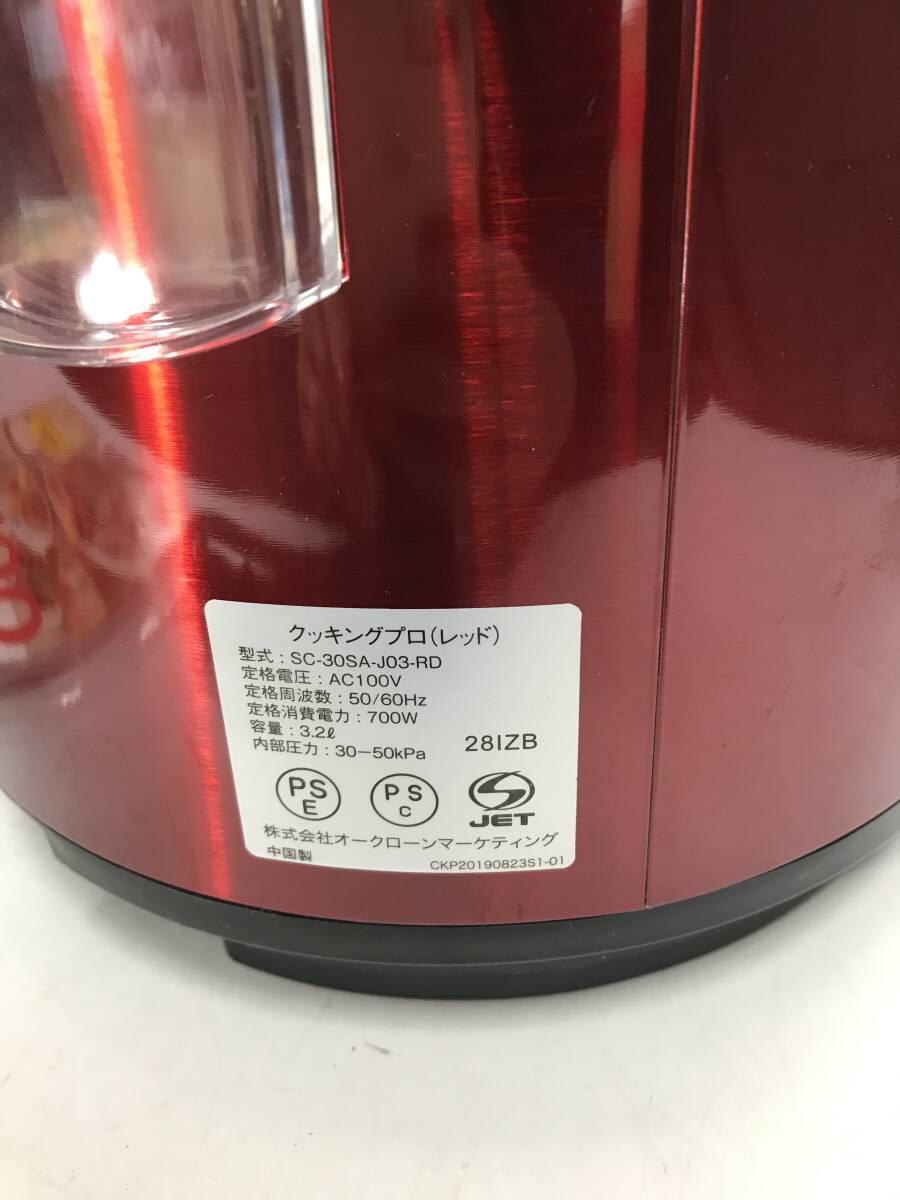 クッキングプロ（レッド）
型式：SC-30SA-J03-RD
定格電圧：AC100V
定格周波数：50/60Hz
定格消費電力：700W
容量：3.2ℓ
内部圧力：30－50kPa
28IZB
PS E
PS C
JET
株式会社オークローンマーケティング
中国製
CKP20190823S1-01